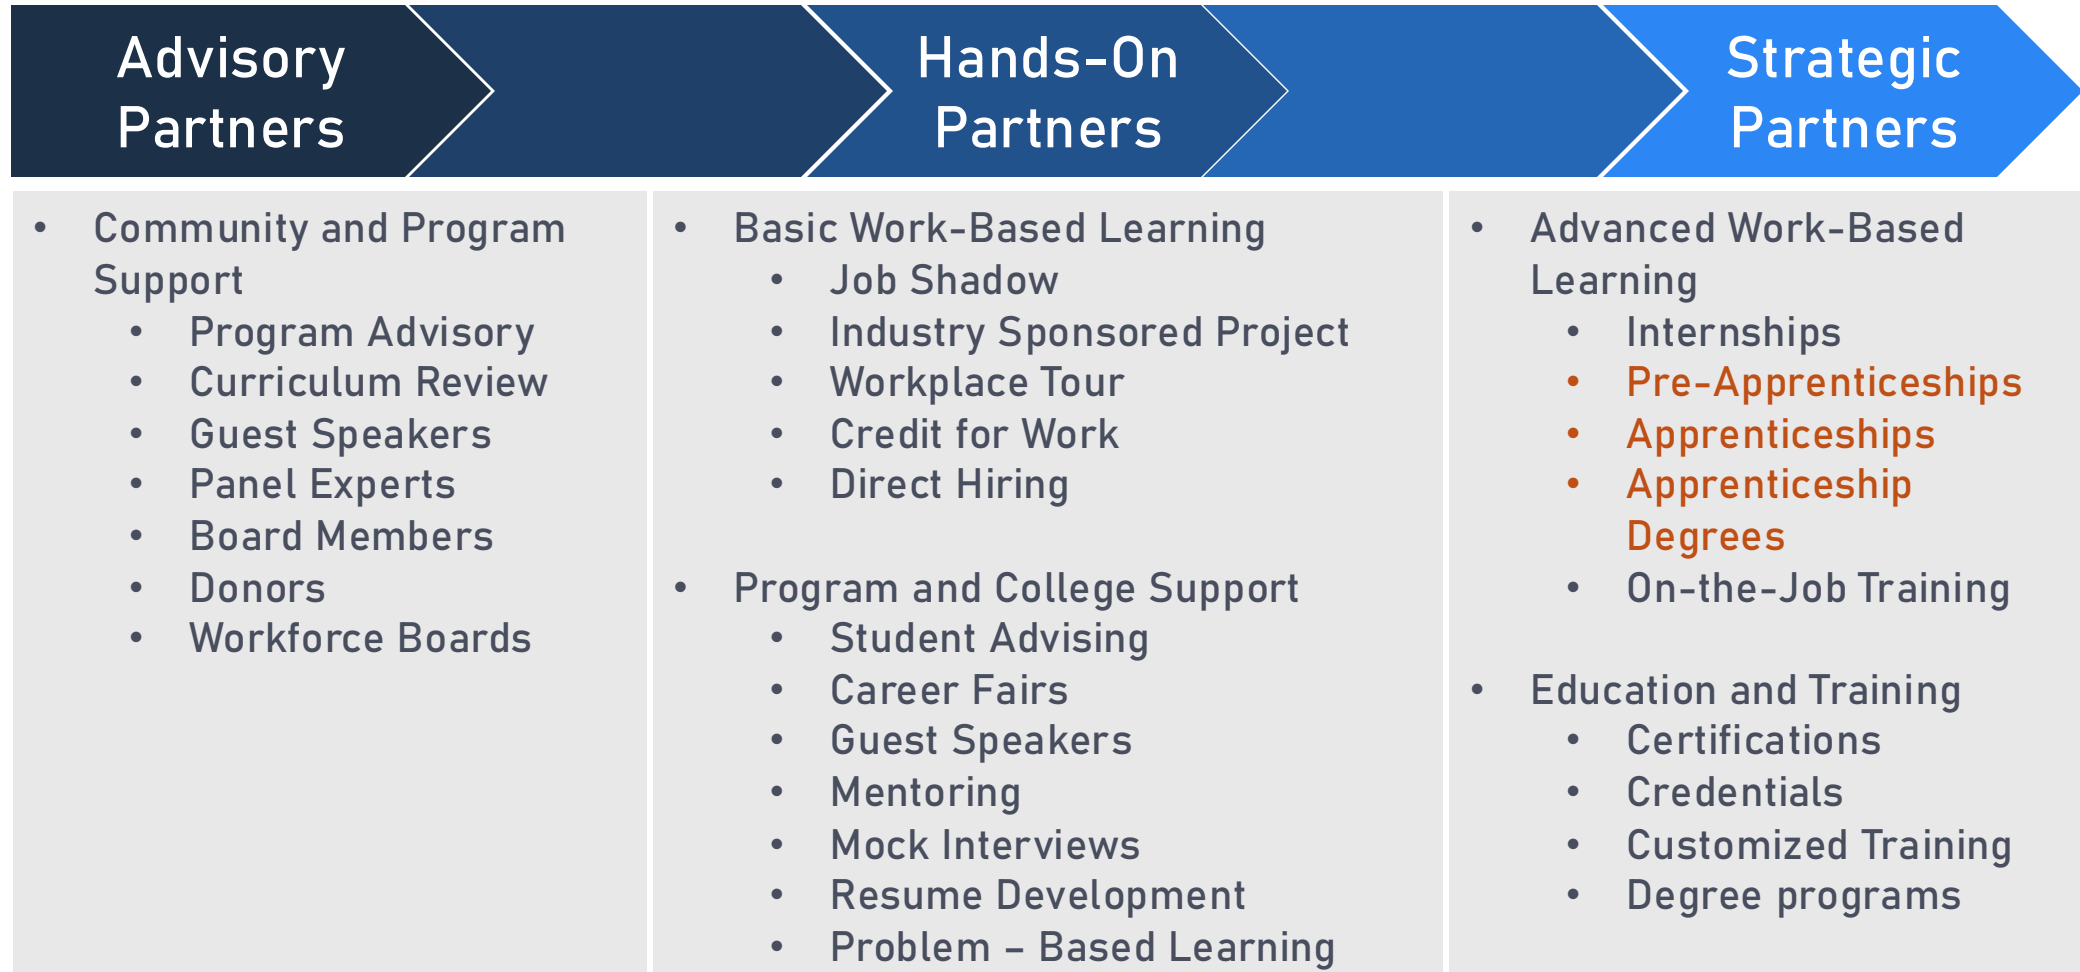 Advisory
Partners
Hands-On
Partners
Strategic
Partners
• Community and Program
Support
• Program Advisory
• Curriculum Review
• Guest Speakers
• Panel Experts
• Board Members
• Donors
• Workforce Boards
• Basic Work-Based Learning
• Job Shadow
• Industry Sponsored Project
• Workplace Tour
• Credit for Work
• Direct Hiring
• Program and College Support
• Student Advising
• Career Fairs
• Guest Speakers
• Mentoring
• Mock Interviews
• Resume Development
• Problem – Based Learning
• Advanced Work-Based
Learning
• Internships
• Pre-Apprenticeships
• Apprenticeships
• Apprenticeship
Degrees
• On-the-Job Training
• Education and Training
• Certifications
• Credentials
• Customized Training
• Degree programs